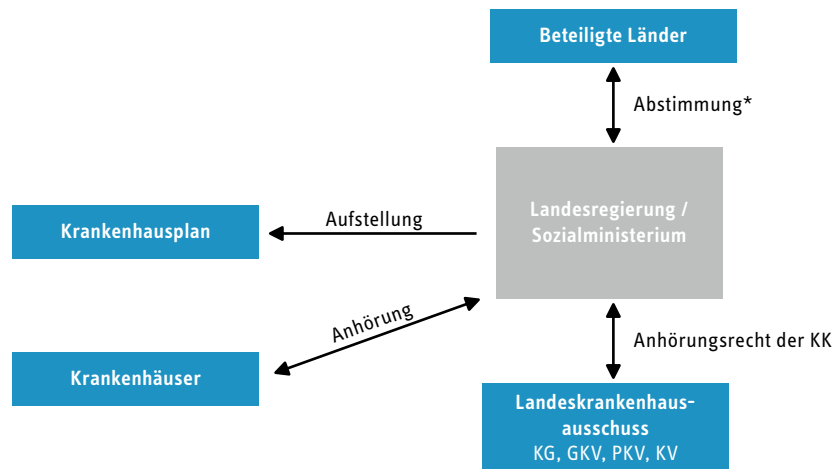 Beteiligte Länder
Abstimmung*
Landesregierung /
Sozialministerium
Aufstellung
Krankenhausplan
Anhörung
Anhörungsrecht der KK
Krankenhäuser
Landeskrankenhaus-
ausschuss
KG, GKV, PKV, KV